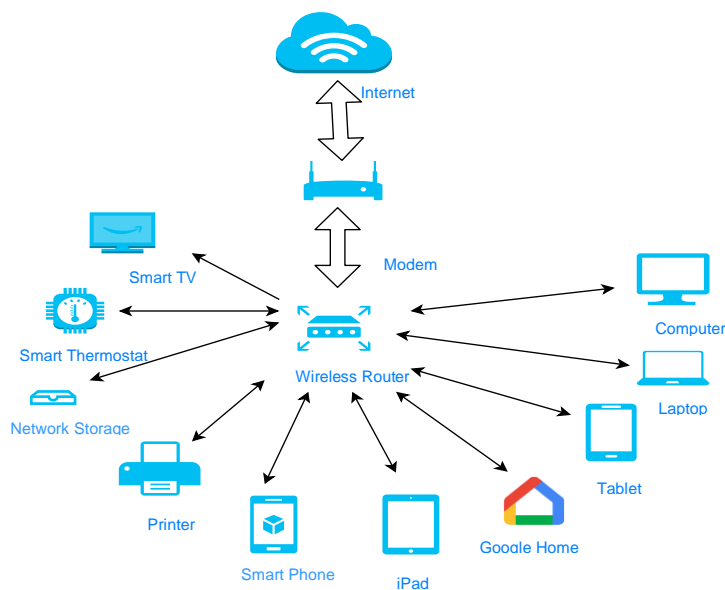 Internet
Modem
Smart TV
Computer
Smart Thermostat
Wireless Router
Laptop
Network Storage
Tablet
Printer
Google Home
Smart Phone
iPad